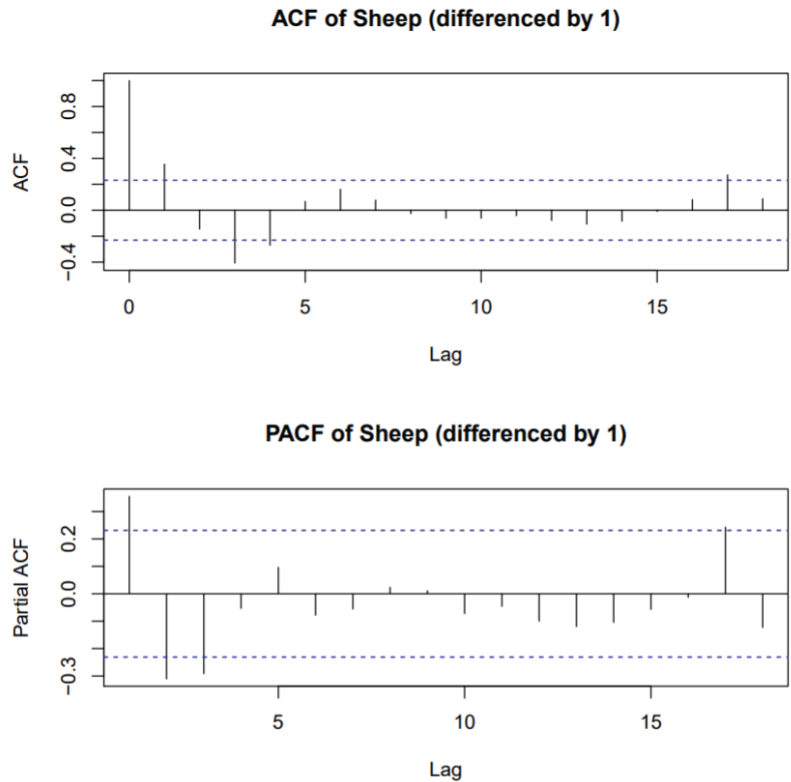 ACF of Sheep (differenced by 1)
ACF
0.8
0.4
0.0
−0.4
0 5 10 15
Lag
PACF of Sheep (differenced by 1)
Partial ACF
0.2
0.0
−0.3
5 10 15
Lag